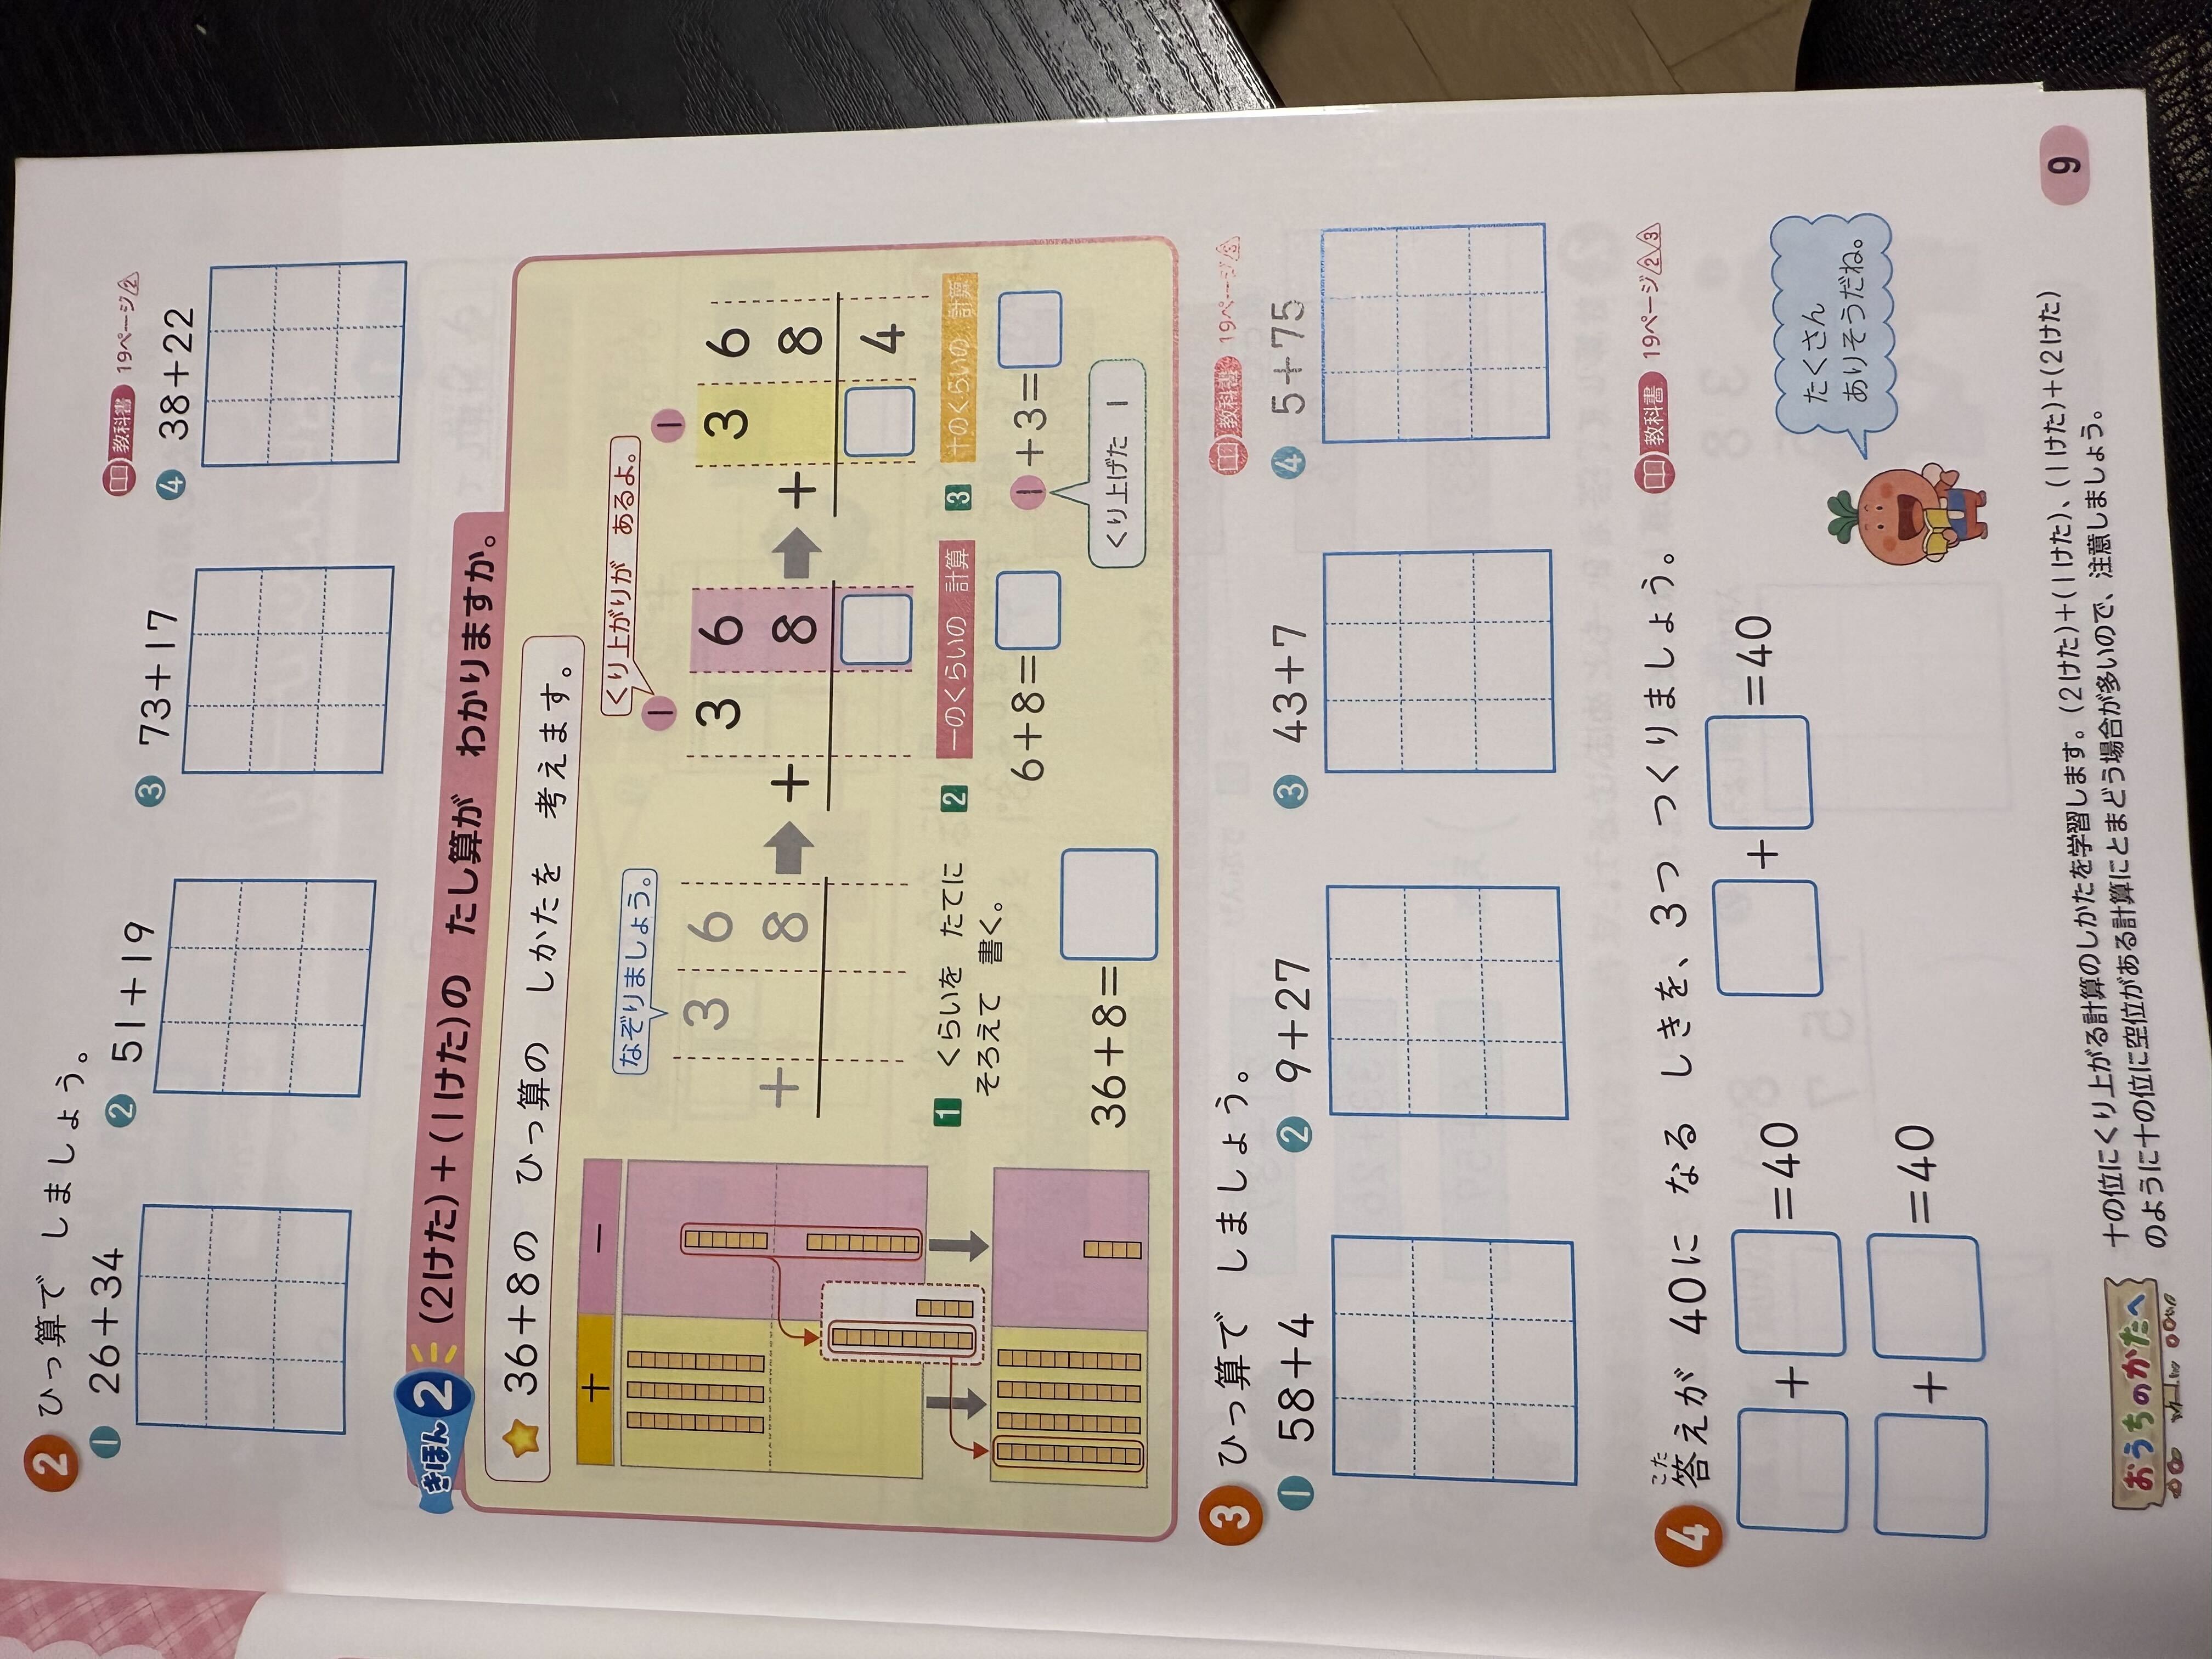 2 ひっ算で しましょう。
教科書 19ページ 2
1 26+34
2 51+19
3 73+17
4 38+22
きほん2 (2けた)+(1けた)の たし算が わかりますか。
36+8の ひっ算の しかたを 考えます。
十 一
なぞりましょう。
くり上がりが あるよ。
1 1
3 6 3 6 3 6
+ 8 + 8 + 8
4
1 くらいを たてに
そろえて 書く。
2 一のくらいの 計算
6+8=
3 十のくらいの 計算
1+3=
くり上げた 1
36+8=
3 ひっ算で しましょう。
教科書 19ページ 3
1 58+4
2 9+27
3 43+7
4 5+75
こた
4 答えが 40に なる しきを、3つ つくりましょう。
教科書 19ページ 2 3
+ =40 + =40
+ =40
たくさん
ありそうだね。
おうちのかたへ
十の位にくり上がる計算のしかたを学習します。(2けた)+(1けた)、(1けた)+(2けた)
のように十の位に空位がある計算にとまどう場合が多いので、注意しましょう。
9